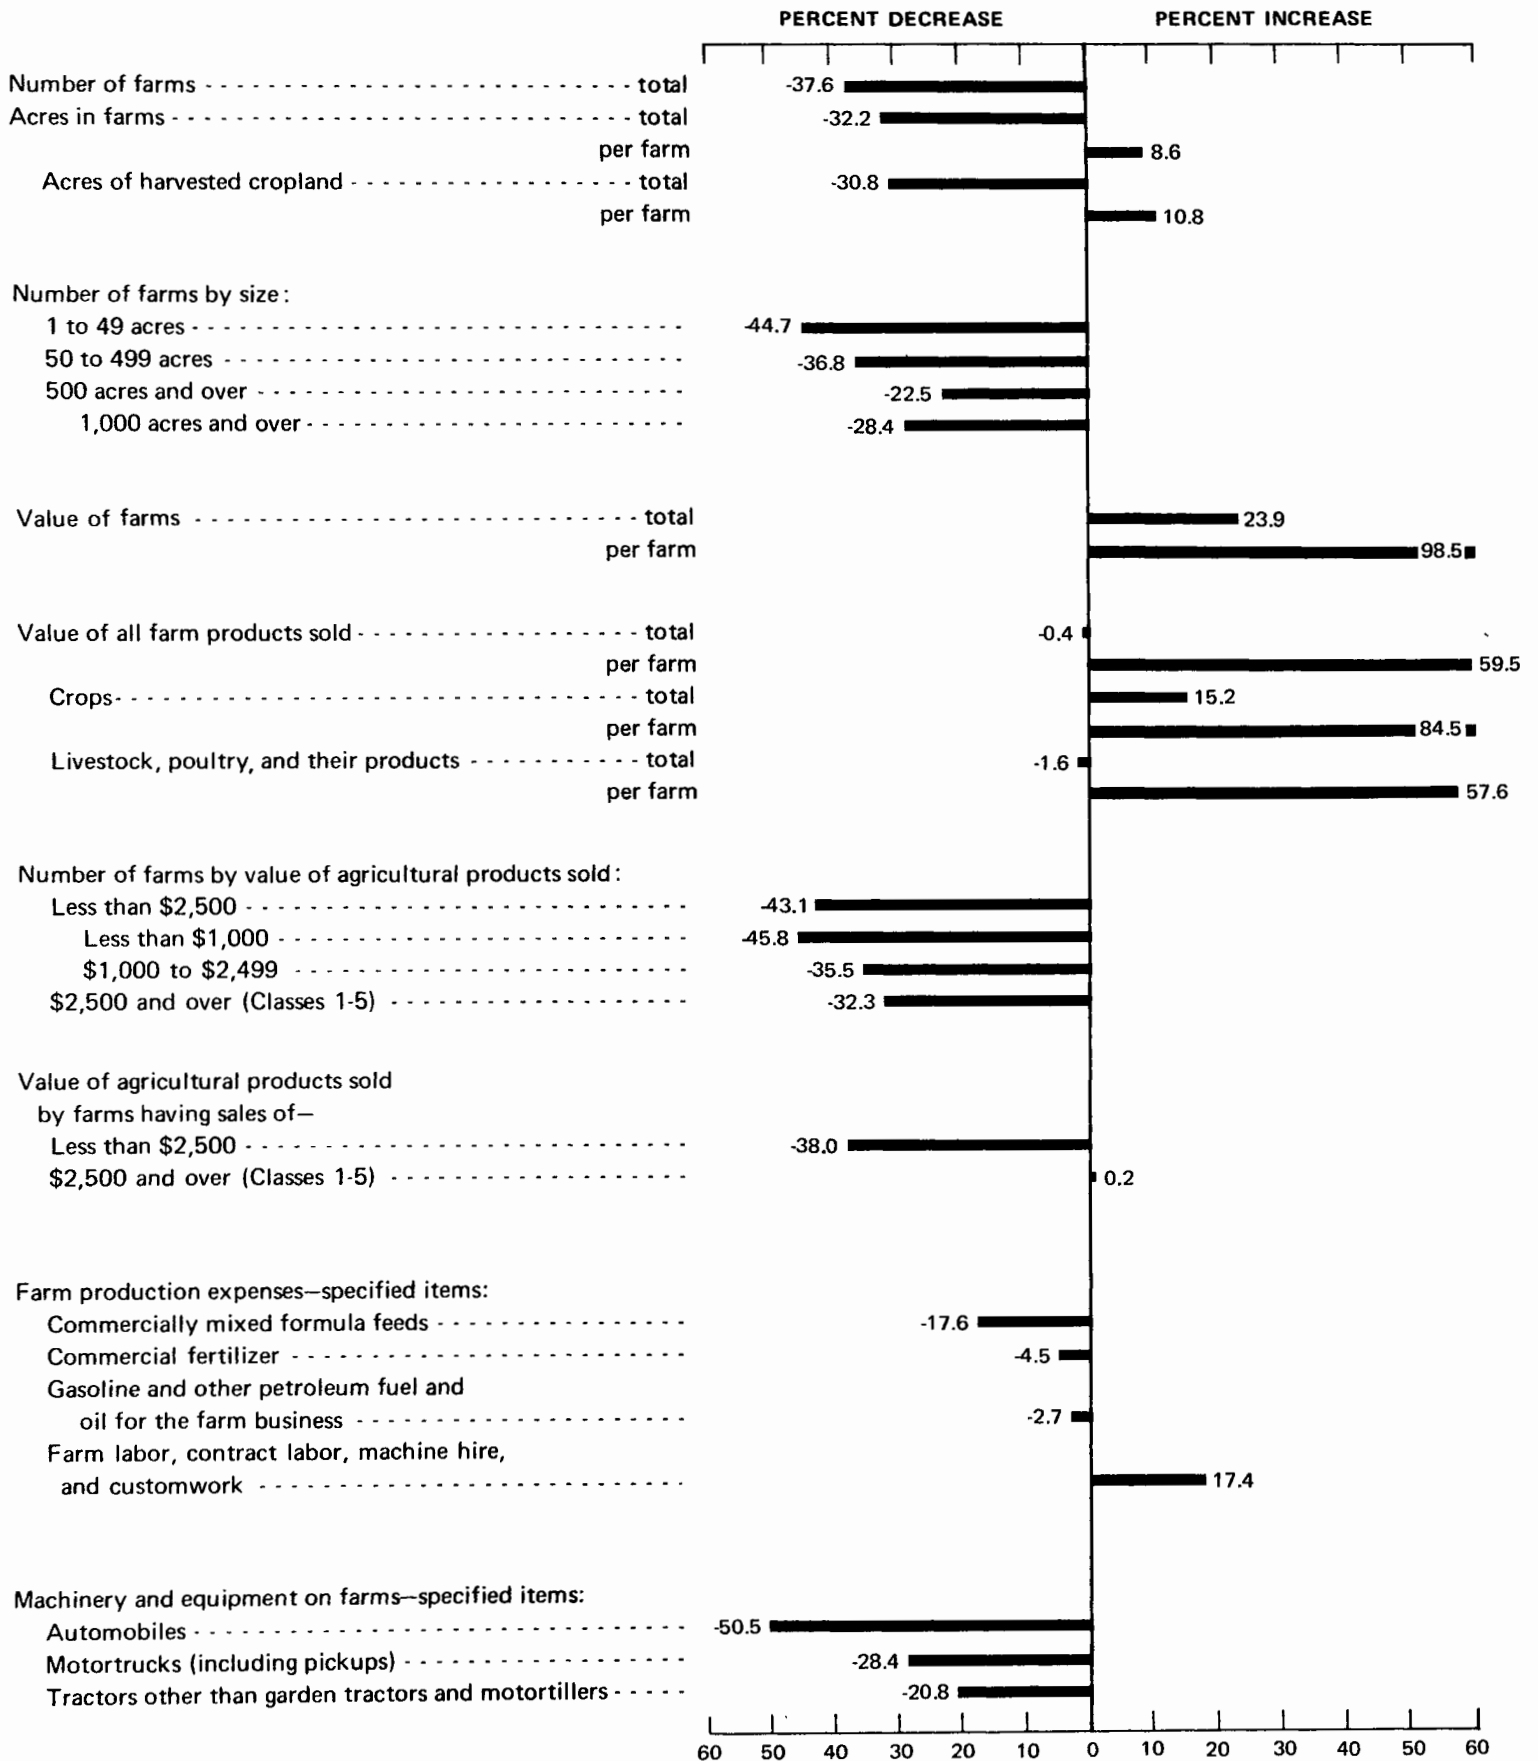 PERCENT DECREASE PERCENT INCREASE
Number of farms - - - - - - - - - - - - - - - - - - - - - - - - - - - total -37.6
Acres in farms - - - - - - - - - - - - - - - - - - - - - - - - - - - - - total -32.2
per farm 8.6
Acres of harvested cropland - - - - - - - - - - - - - - - - - - total -30.8
per farm 10.8
Number of farms by size:
1 to 49 acres - - - - - - - - - - - - - - - - - - - - - - - - - - - - - - - -44.7
50 to 499 acres - - - - - - - - - - - - - - - - - - - - - - - - - - - - - -36.8
500 acres and over - - - - - - - - - - - - - - - - - - - - - - - - - - - -22.5
1,000 acres and over - - - - - - - - - - - - - - - - - - - - - - - - -28.4
Value of farms - - - - - - - - - - - - - - - - - - - - - - - - - - - - total 23.9
per farm 98.5
Value of all farm products sold - - - - - - - - - - - - - - - - - - total -0.4
per farm 59.5
Crops - - - - - - - - - - - - - - - - - - - - - - - - - - - - - - - - - total 15.2
per farm 84.5
Livestock, poultry, and their products - - - - - - - - - - - total -1.6
per farm 57.6
Number of farms by value of agricultural products sold:
Less than $2,500 - - - - - - - - - - - - - - - - - - - - - - - - - - - - -43.1
Less than $1,000 - - - - - - - - - - - - - - - - - - - - - - - - - - -45.8
$1,000 to $2,499 - - - - - - - - - - - - - - - - - - - - - - - - - -35.5
$2,500 and over (Classes 1-5) - - - - - - - - - - - - - - - - - - - -32.3
Value of agricultural products sold
by farms having sales of—
Less than $2,500 - - - - - - - - - - - - - - - - - - - - - - - - - - - - -38.0
$2,500 and over (Classes 1-5) - - - - - - - - - - - - - - - - - - - 0.2
Farm production expenses—specified items:
Commercially mixed formula feeds - - - - - - - - - - - - - - - - -17.6
Commercial fertilizer - - - - - - - - - - - - - - - - - - - - - - - - - -4.5
Gasoline and other petroleum fuel and
oil for the farm business - - - - - - - - - - - - - - - - - - - - - -2.7
Farm labor, contract labor, machine hire,
and customwork - - - - - - - - - - - - - - - - - - - - - - - - - - - 17.4
Machinery and equipment on farms—specified items:
Automobiles - - - - - - - - - - - - - - - - - - - - - - - - - - - - - - - -50.5
Motortrucks (including pickups) - - - - - - - - - - - - - - - - - - -28.4
Tractors other than garden tractors and motortillers - - - - - -20.8
60 50 40 30 20 10 0 10 20 30 40 50 60